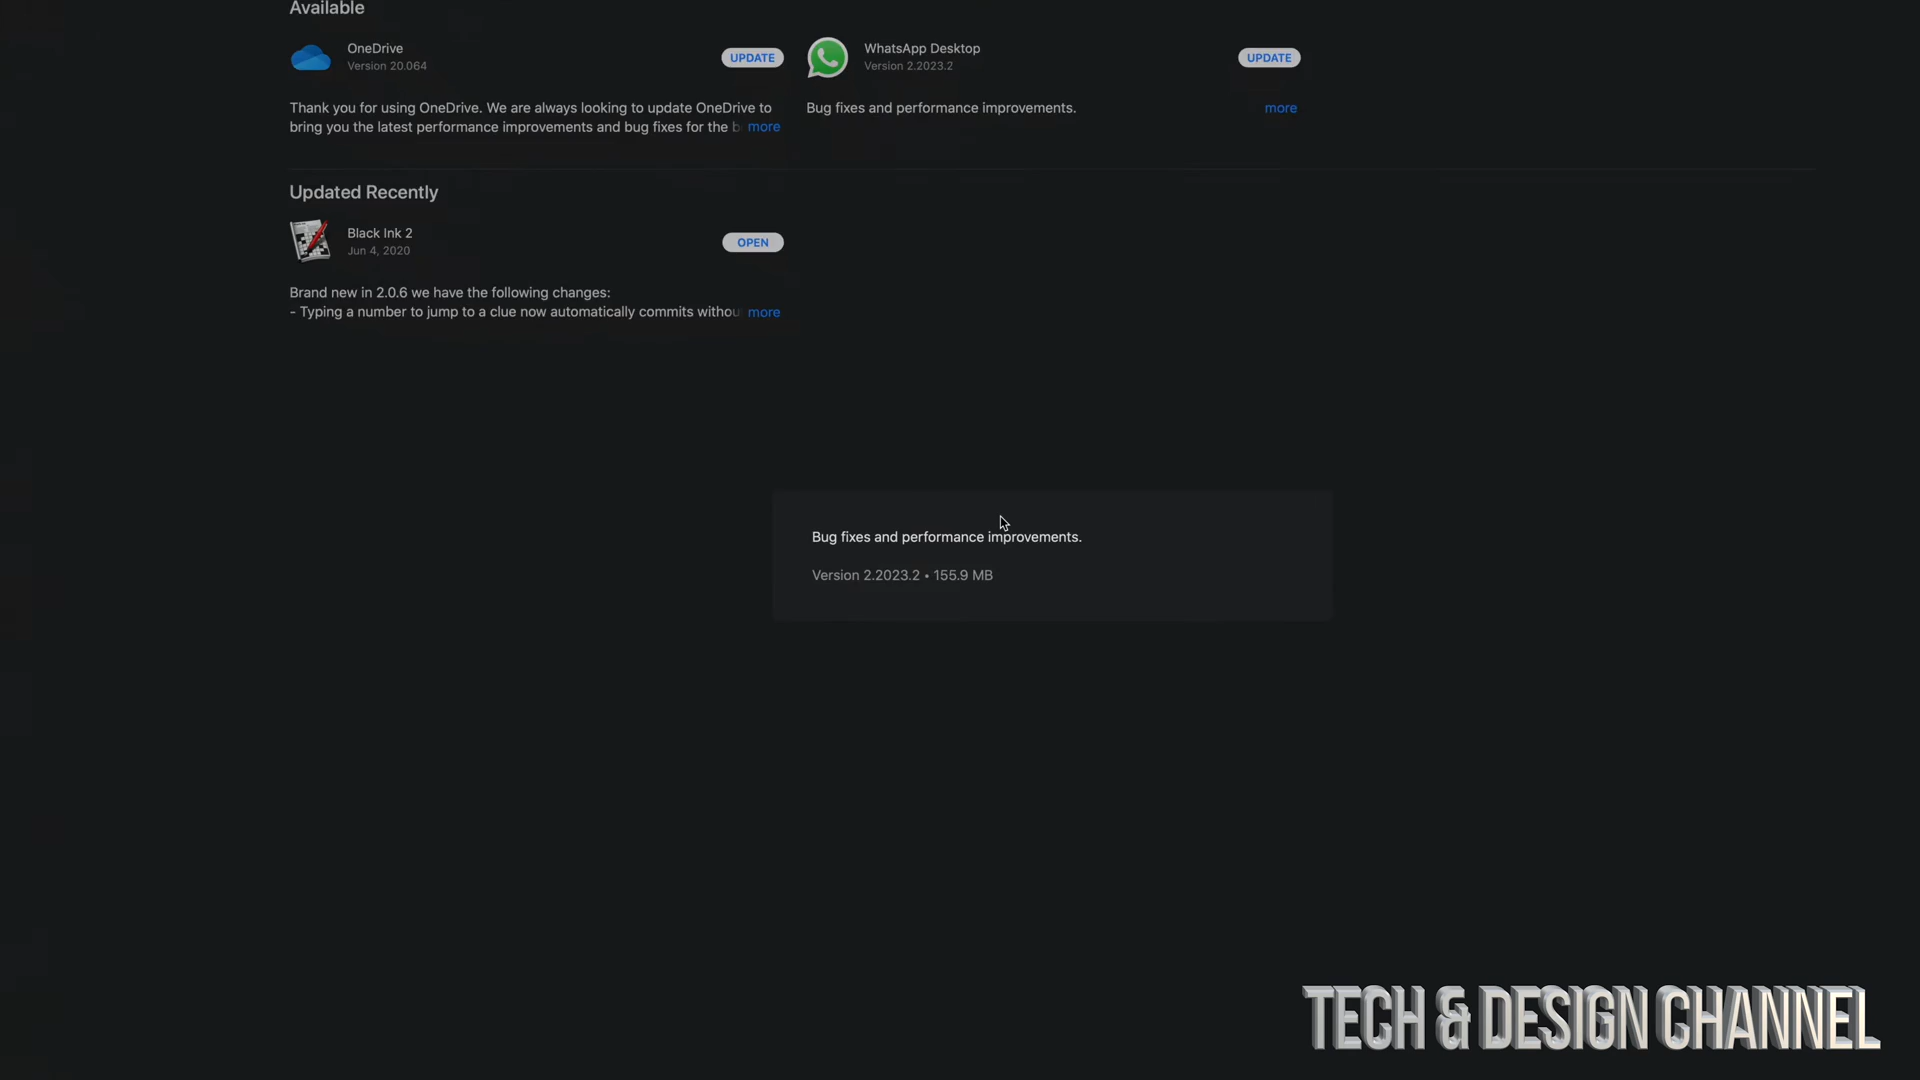 Available
OneDrive
Version 20.064
UPDATE
Thank you for using OneDrive. We are always looking to update OneDrive to
bring you the latest performance improvements and bug fixes for the b
more
WhatsApp Desktop
Version 2.2023.2
UPDATE
Bug fixes and performance improvements.
more
Updated Recently
Black Ink 2
Jun 4, 2020
OPEN
Brand new in 2.0.6 we have the following changes:
- Typing a number to jump to a clue now automatically commits withou
more
Bug fixes and performance improvements.
Version 2.2023.2 • 155.9 MB
TECH & DESIGN CHANNEL